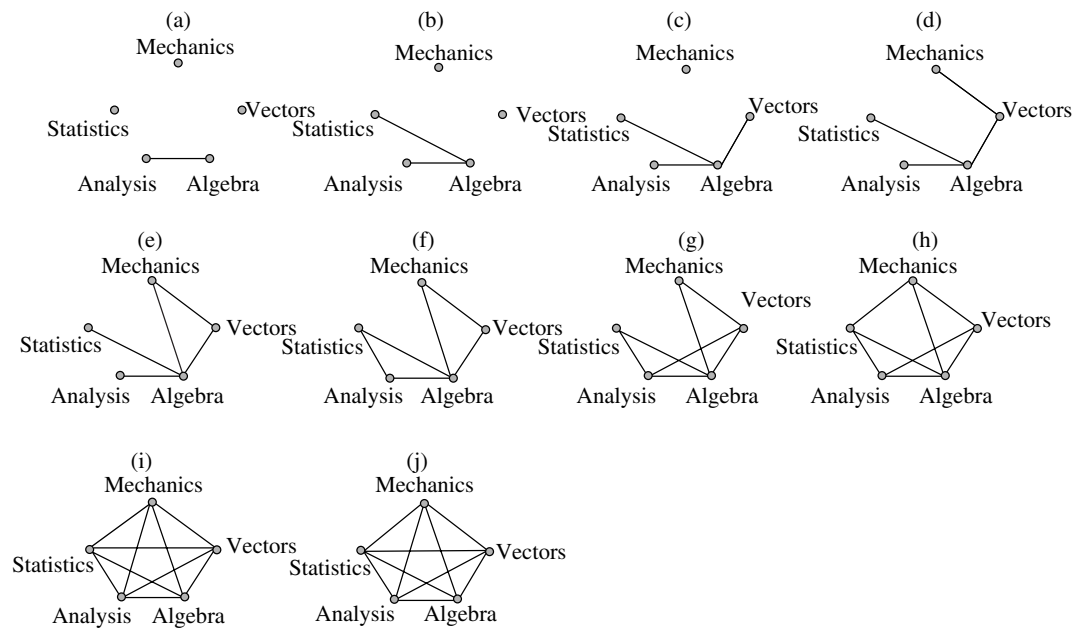 (a)
Mechanics
Vectors
Statistics
Analysis
Algebra
(b)
Mechanics
Vectors
Statistics
Analysis
Algebra
(c)
Mechanics
Vectors
Statistics
Analysis
Algebra
(d)
Mechanics
Vectors
Statistics
Analysis
Algebra
(e)
Mechanics
Vectors
Statistics
Analysis
Algebra
(f)
Mechanics
Vectors
Statistics
Analysis
Algebra
(g)
Mechanics
Vectors
Statistics
Analysis
Algebra
(h)
Mechanics
Vectors
Statistics
Analysis
Algebra
(i)
Mechanics
Vectors
Statistics
Analysis
Algebra
(j)
Mechanics
Vectors
Statistics
Analysis
Algebra